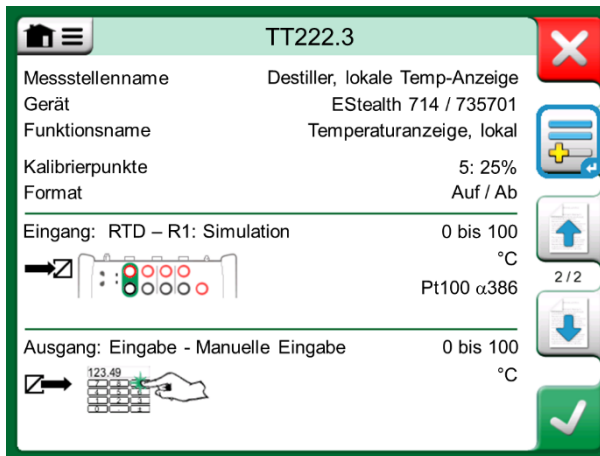 TT222.3
Messstellenname Destiller, lokale Temp-Anzeige
Gerät EStealth 714 / 735701
Funktionsname Temperaturanzeige, lokal
Kalibrierpunkte 5: 25%
Format Auf / Ab
Eingang: RTD – R1: Simulation 0 bis 100
°C
Pt100 α386
2 / 2
Ausgang: Eingabe - Manuelle Eingabe 0 bis 100
°C
123.49